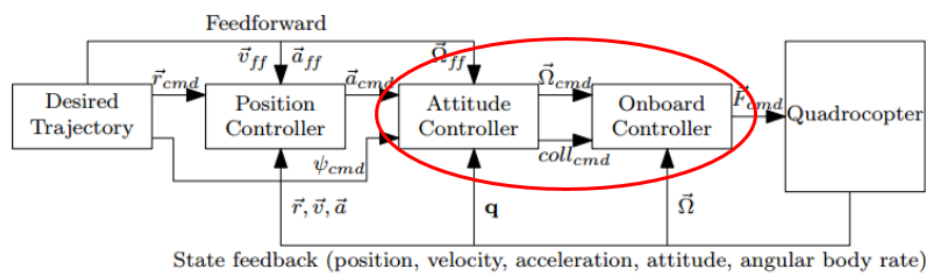 Feedforward
v⃗_ff a⃗_ff Ω⃗_ff
r⃗_cmd a⃗_cmd Ω⃗_cmd F⃗_cmd
Desired
Trajectory
Position
Controller
Attitude
Controller
Onboard
Controller
Quadrocopter
ψ_cmd coll_cmd
r⃗, v⃗, a⃗ q Ω⃗
State feedback (position, velocity, acceleration, attitude, angular body rate)